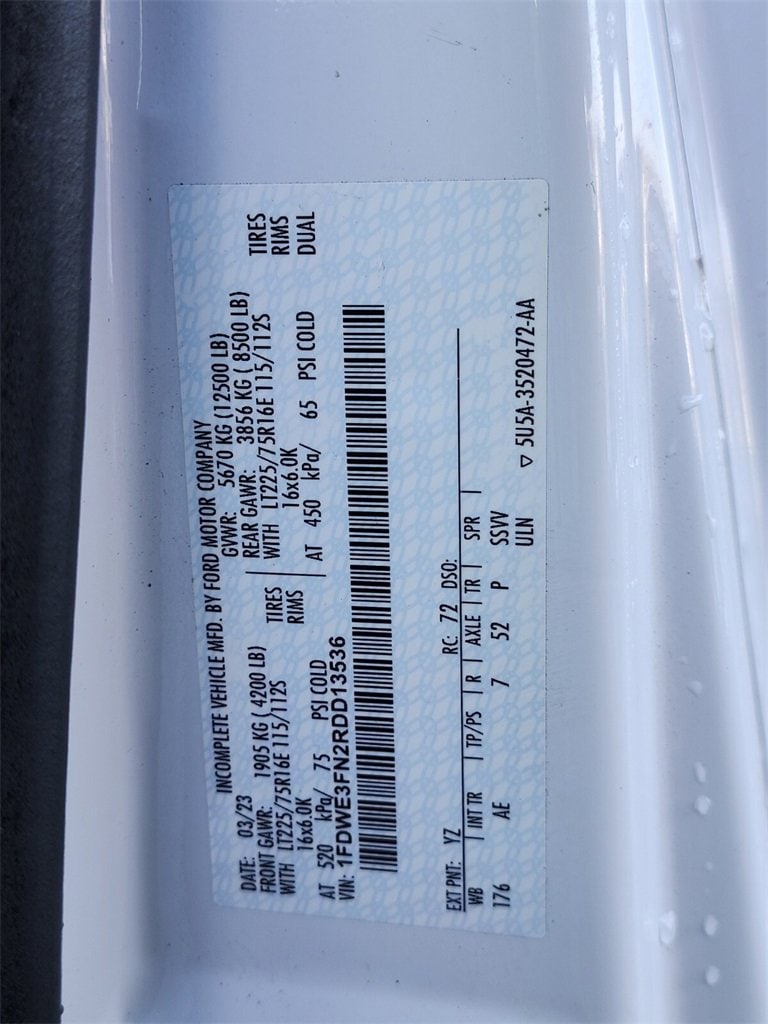 INCOMPLETE VEHICLE MFD. BY FORD MOTOR COMPANY
DATE: 03/23 GVWR: 5670 KG (12500 LB)
FRONT GAWR: 1905 KG ( 4200 LB) REAR GAWR: 3856 KG ( 8500 LB)
WITH LT225/75R16E 115/112S TIRES WITH LT225/75R16E 115/112S TIRES
16x6.0K RIMS 16x6.0K RIMS
AT 520 kPa/ 75 PSI COLD AT 450 kPa/ 65 PSI COLD DUAL
VIN: 1FDWE3FN2RDD13536
EXT PNT: YZ RC: 72 DSO:
WB | INT TR | TP/PS | R | AXLE | TR | SPR |
176 AE 7 52 P SSVV
ULN
▽ 5U5A-3520472-AA